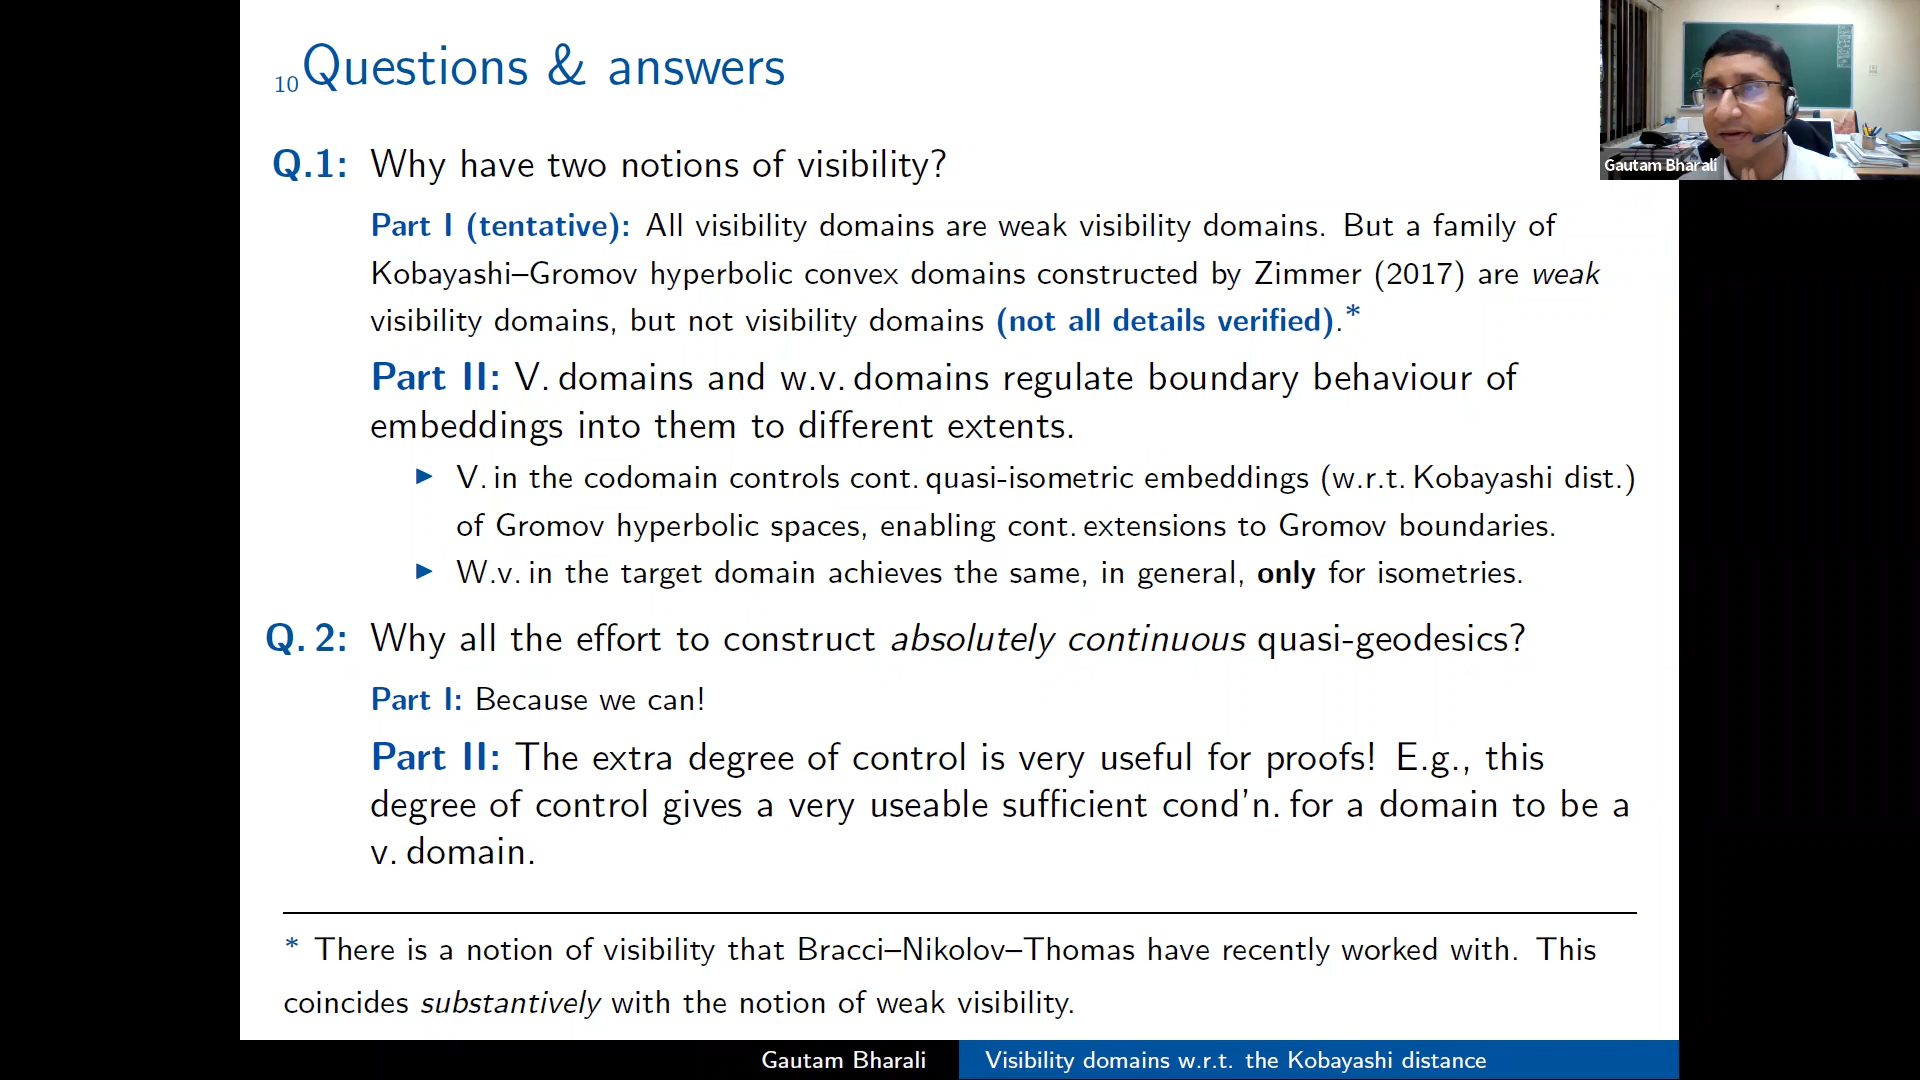 10 Questions & answers
Gautam Bharali
Q.1: Why have two notions of visibility?
Part I (tentative): All visibility domains are weak visibility domains. But a family of
Kobayashi–Gromov hyperbolic convex domains constructed by Zimmer (2017) are weak
visibility domains, but not visibility domains (not all details verified).*
Part II: V. domains and w.v. domains regulate boundary behaviour of
embeddings into them to different extents.
▶ V. in the codomain controls cont. quasi-isometric embeddings (w.r.t. Kobayashi dist.)
of Gromov hyperbolic spaces, enabling cont. extensions to Gromov boundaries.
▶ W.v. in the target domain achieves the same, in general, only for isometries.
Q. 2: Why all the effort to construct absolutely continuous quasi-geodesics?
Part I: Because we can!
Part II: The extra degree of control is very useful for proofs! E.g., this
degree of control gives a very useable sufficient cond'n. for a domain to be a
v. domain.
* There is a notion of visibility that Bracci–Nikolov–Thomas have recently worked with. This
coincides substantively with the notion of weak visibility.
Gautam Bharali Visibility domains w.r.t. the Kobayashi distance